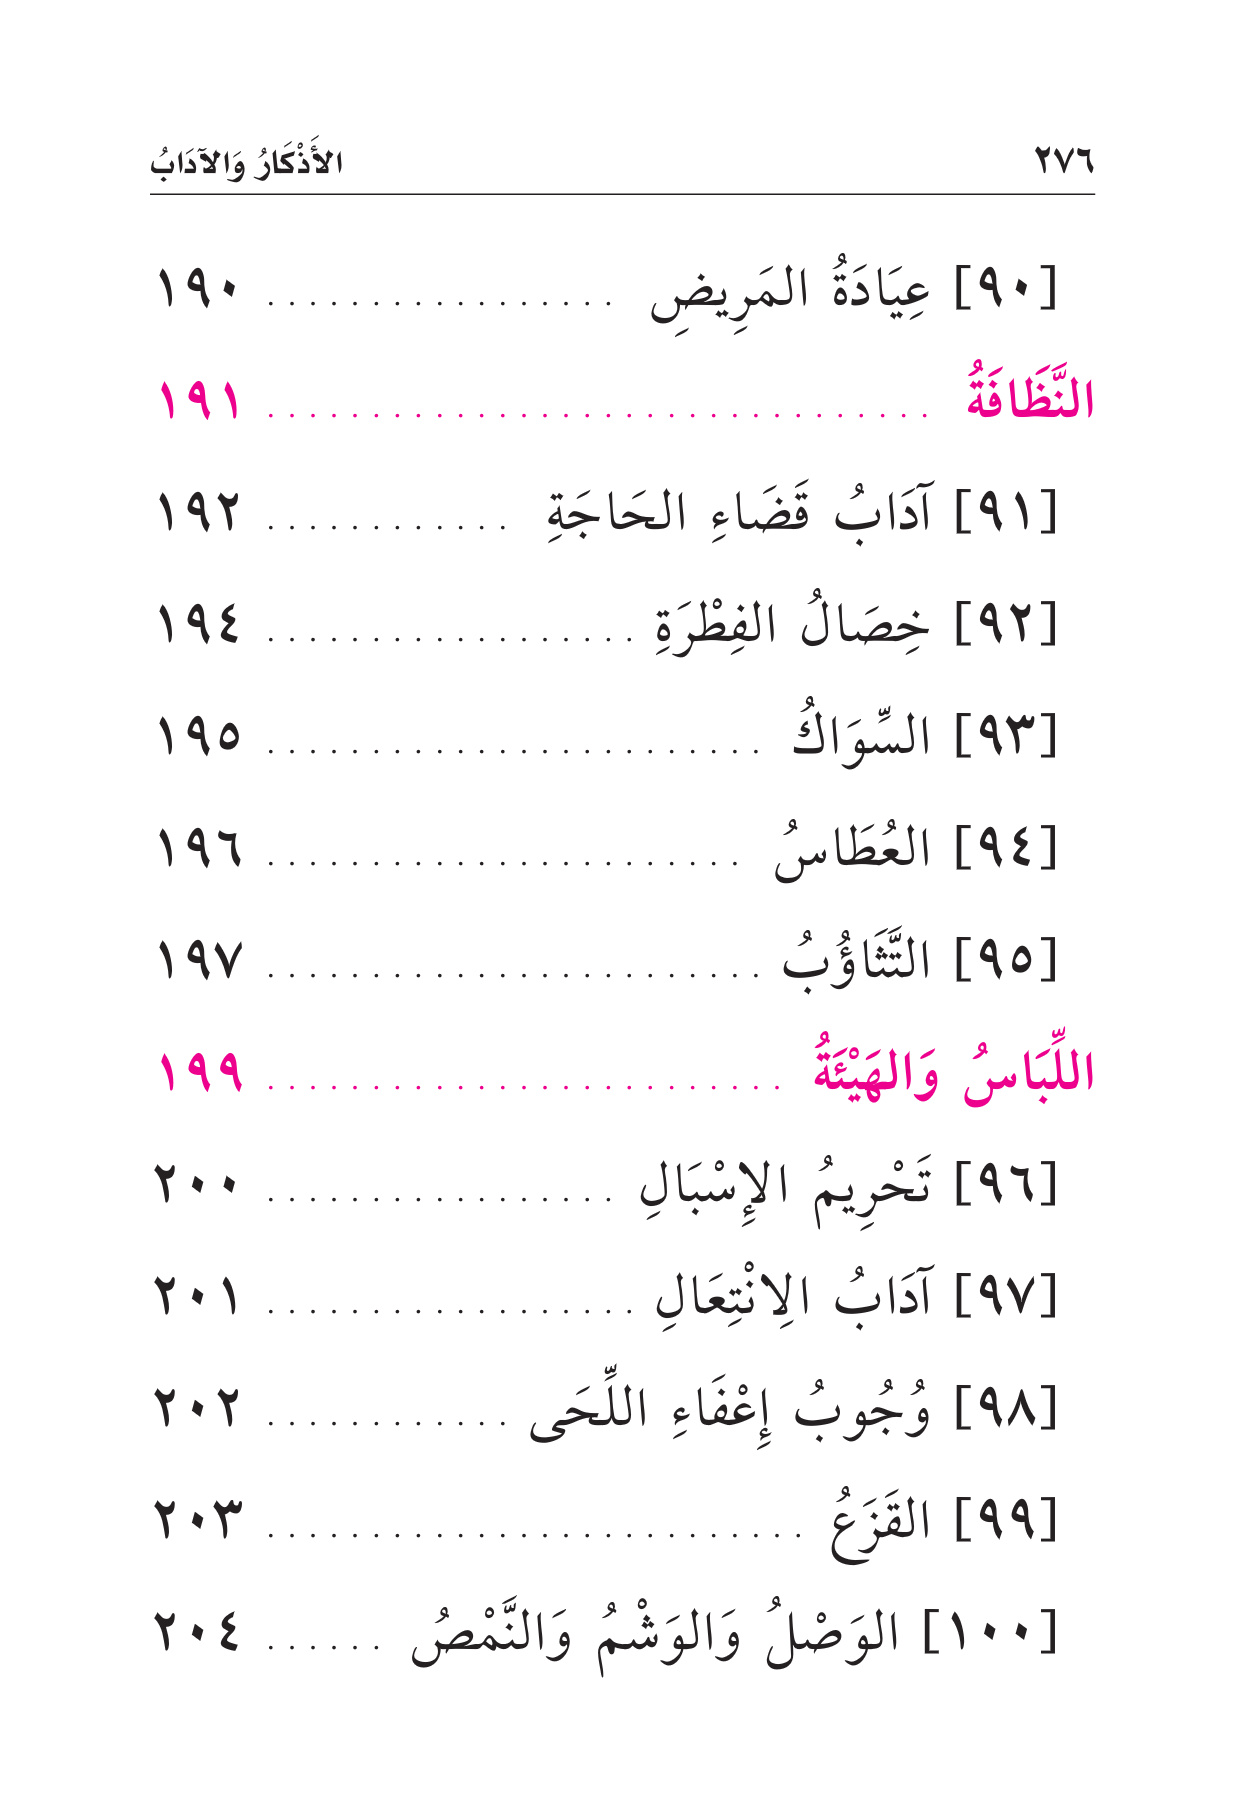 ٢٧٦ الأَذْكَارُ وَالآدَابُ
[٩٠] عِيَادَةُ المَرِيضِ . . . . . . . . . . . . . . . . . ١٩٠
النَّظَافَةُ . . . . . . . . . . . . . . . . . . . . . . . . . . . . . . . . ١٩١
[٩١] آدَابُ قَضَاءِ الحَاجَةِ . . . . . . . . . . . . ١٩٢
[٩٢] خِصَالُ الفِطْرَةِ . . . . . . . . . . . . . . . . . . ١٩٤
[٩٣] السِّوَاكُ . . . . . . . . . . . . . . . . . . . . . . . . ١٩٥
[٩٤] العُطَاسُ . . . . . . . . . . . . . . . . . . . . . . . ١٩٦
[٩٥] التَّثَاؤُبُ . . . . . . . . . . . . . . . . . . . . . . . . ١٩٧
اللِّبَاسُ وَالهَيْئَةُ . . . . . . . . . . . . . . . . . . . . . . . . . ١٩٩
[٩٦] تَحْرِيمُ الإِسْبَالِ . . . . . . . . . . . . . . . . . ٢٠٠
[٩٧] آدَابُ الِانْتِعَالِ . . . . . . . . . . . . . . . . . . ٢٠١
[٩٨] وُجُوبُ إِعْفَاءِ اللِّحَى . . . . . . . . . . . . ٢٠٢
[٩٩] القَزَعُ . . . . . . . . . . . . . . . . . . . . . . . . . . ٢٠٣
[١٠٠] الوَصْلُ وَالوَشْمُ وَالنَّمْصُ . . . . . . ٢٠٤